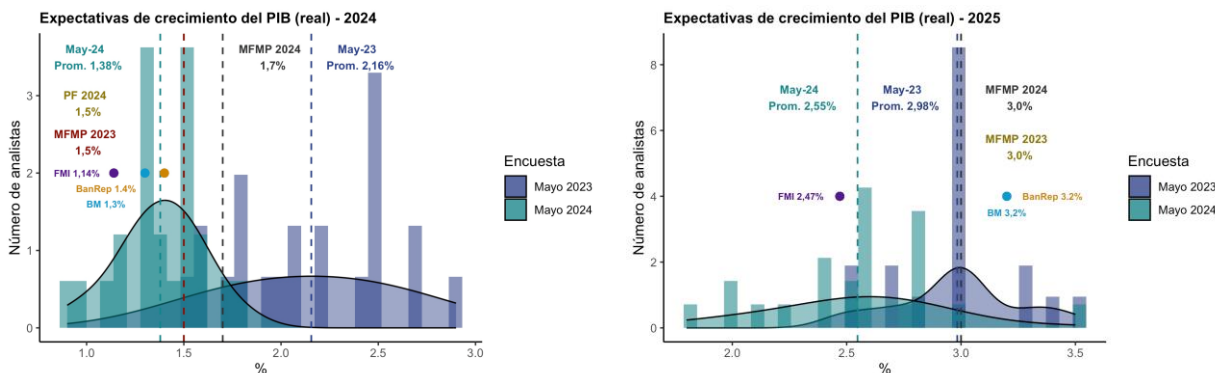 Expectativas de crecimiento del PIB (real) - 2024
May-24
Prom. 1,38%
MFMP 2024
1,7%
May-23
Prom. 2,16%
PF 2024
1,5%
MFMP 2023
1,5%
FMI 1,14%
BanRep 1.4%
BM 1,3%
Número de analistas
3
2
1
0
1.0
1.5
2.0
2.5
3.0
%
Encuesta
Mayo 2023
Mayo 2024
Expectativas de crecimiento del PIB (real) - 2025
May-24
Prom. 2,55%
May-23
Prom. 2,98%
MFMP 2024
3,0%
MFMP 2023
3,0%
FMI 2,47%
BanRep 3.2%
BM 3,2%
Número de analistas
8
6
4
2
0
2.0
2.5
3.0
3.5
%
Encuesta
Mayo 2023
Mayo 2024